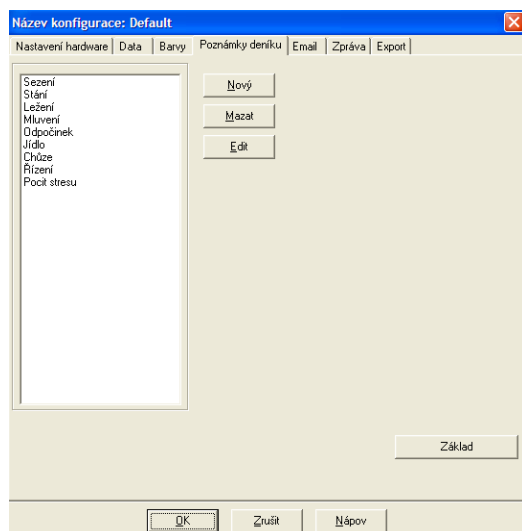 Název konfigurace: Default
Nastavení hardware Data Barvy Poznámky deníku Email Zpráva Export
Sezení
Stání
Ležení
Mluvení
Odpočinek
Jídlo
Chůze
Řízení
Pocit stresu
Nový
Mazat
Edit
Základ
OK Zrušit Nápov